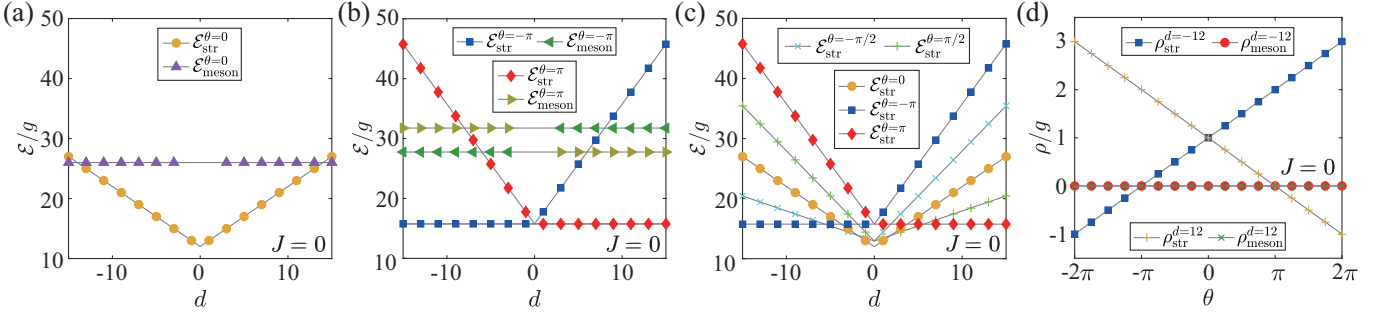 (a)
50
40
30
20
10
ℰ/g
-10
0
10
d
ℰ_str^{θ=0}
ℰ_meson^{θ=0}
J = 0
(b)
50
40
30
20
10
ℰ/g
-10
0
10
d
ℰ_str^{θ=-π} ℰ_meson^{θ=-π}
ℰ_str^{θ=π}
ℰ_meson^{θ=π}
J = 0
(c)
50
40
30
20
10
ℰ/g
-10
0
10
d
ℰ_str^{θ=-π/2} ℰ_str^{θ=π/2}
ℰ_str^{θ=0}
ℰ_str^{θ=-π}
ℰ_str^{θ=π}
J = 0
(d)
3
2
1
0
-1
ρ/g
-2π
-π
0
π
2π
θ
ρ_str^{d=-12} ρ_meson^{d=-12}
J = 0
ρ_str^{d=12} ρ_meson^{d=12}